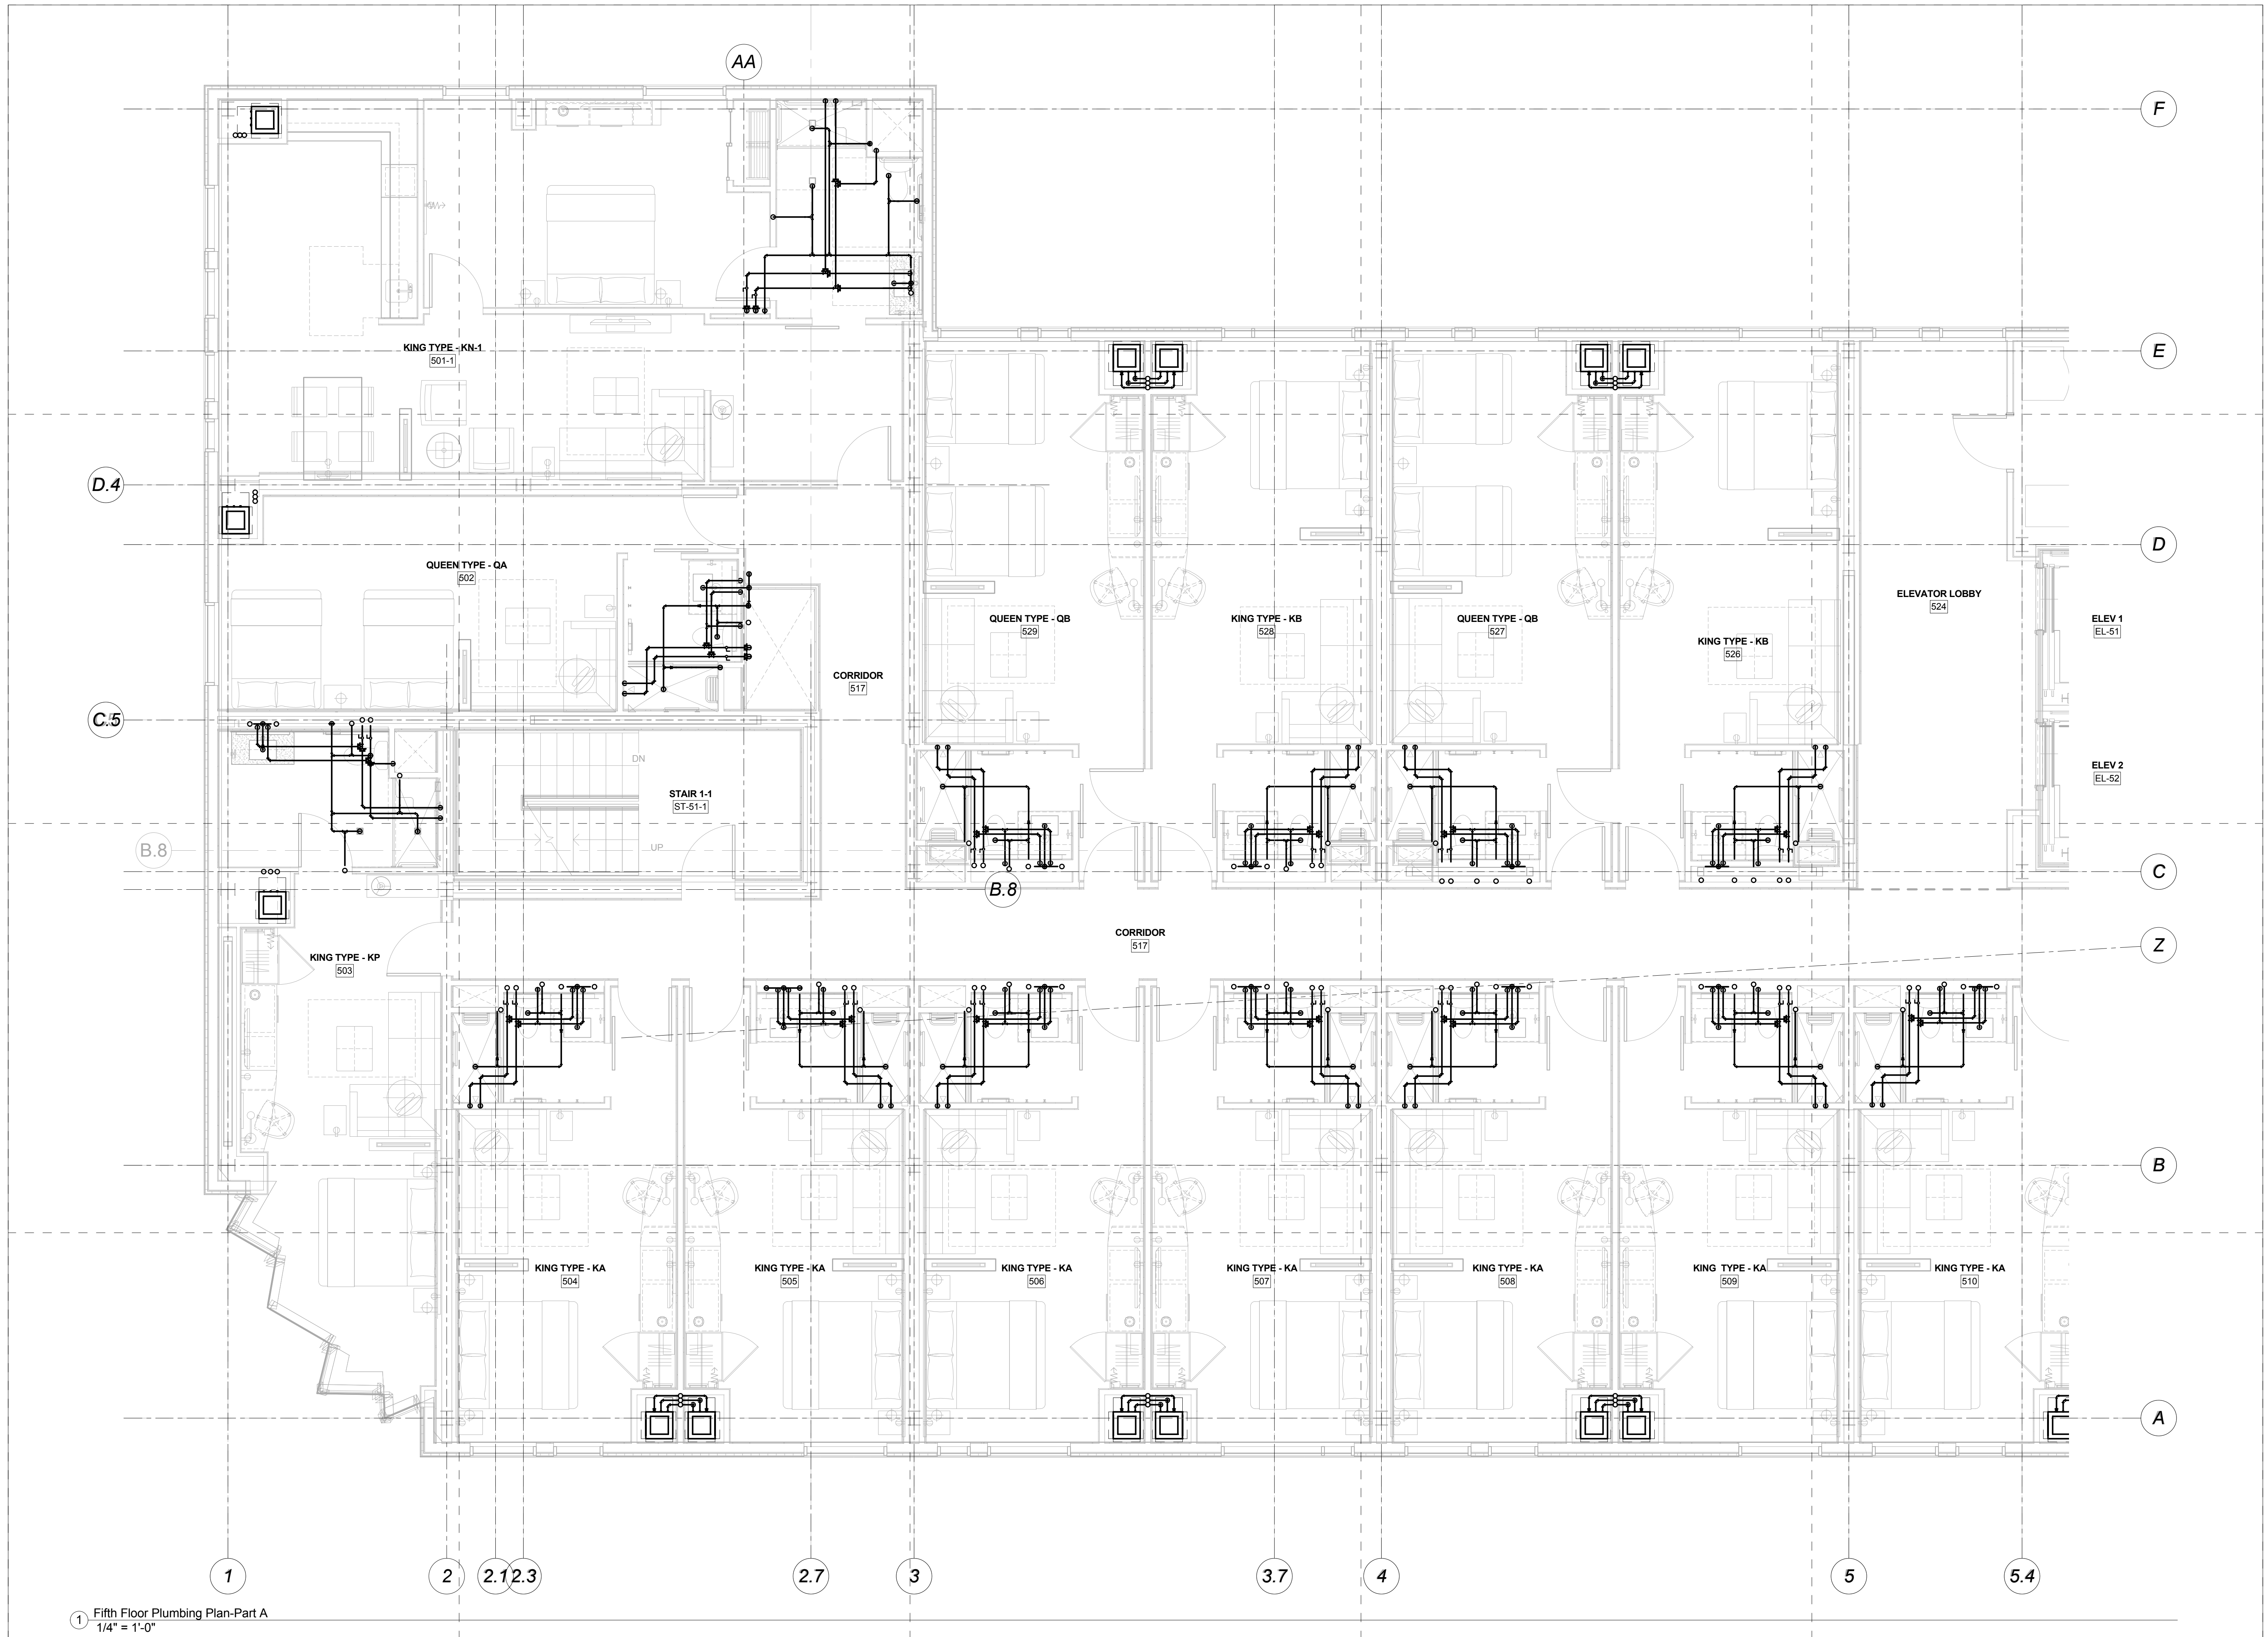 AA
F
KING TYPE - KN-1
501-1
E
D.4
D
QUEEN TYPE - QA
502
ELEVATOR LOBBY
524
QUEEN TYPE - QB
529
KING TYPE - KB
528
QUEEN TYPE - QB
527
ELEV 1
EL-51
KING TYPE - KB
526
CORRIDOR
517
C.5
DN
ELEV 2
EL-52
STAIR 1-1
ST-51-1
UP
B.8
C
B.8
CORRIDOR
517
Z
KING TYPE - KP
503
B
KING TYPE - KA
504
KING TYPE - KA
505
KING TYPE - KA
506
KING TYPE - KA
507
KING TYPE - KA
508
KING TYPE - KA
509
KING TYPE - KA
510
A
1
2
2.1
2.3
2.7
3
3.7
4
5
5.4
1
Fifth Floor Plumbing Plan-Part A
1/4" = 1'-0"